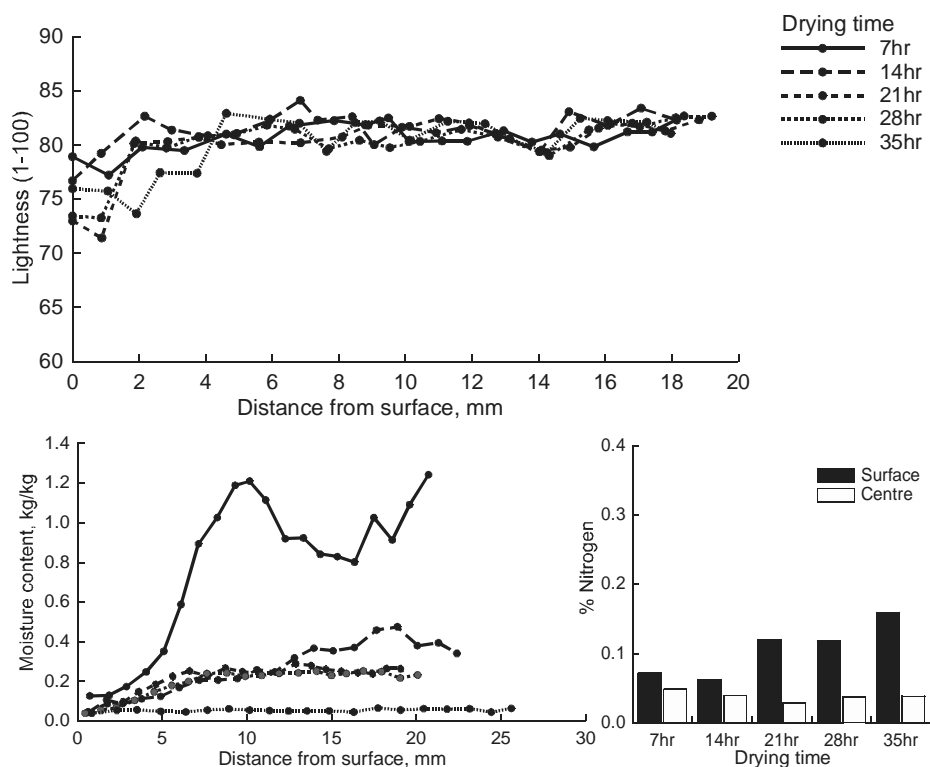 Drying time
7hr
14hr
21hr
28hr
35hr
Lightness (1-100)
90
85
80
75
70
65
60
0 2 4 6 8 10 12 14 16 18 20
Distance from surface, mm
Moisture content, kg/kg
1.4
1.2
1.0
0.8
0.6
0.4
0.2
0.0
0 5 10 15 20 25 30
Distance from surface, mm
% Nitrogen
0.4
0.3
0.2
0.1
0.0
Surface
Centre
7hr 14hr 21hr 28hr 35hr
Drying time